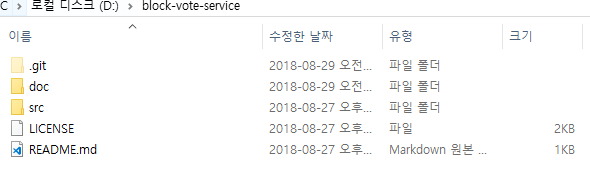 C › 로컬 디스크 (D:) › block-vote-service
이름 수정한 날짜 유형 크기
.git 2018-08-29 오전... 파일 폴더
doc 2018-08-29 오전... 파일 폴더
src 2018-08-27 오후... 파일 폴더
LICENSE 2018-08-27 오후... 파일 2KB
README.md 2018-08-27 오후... Markdown 원본 ... 1KB